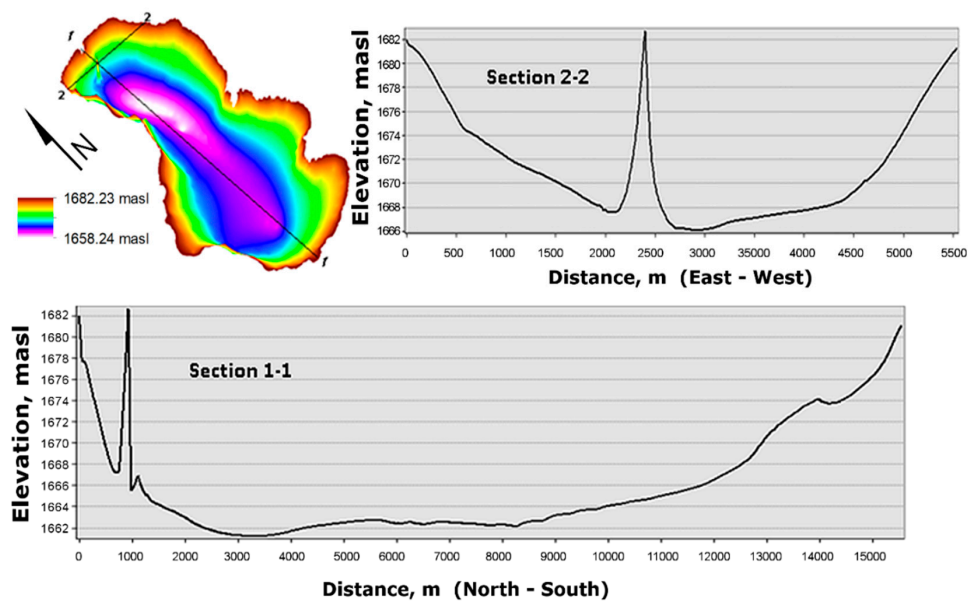 2
1
2
N
1682.23 masl
1658.24 masl
1
Elevation, masl
1682
1680
1678
1676
1674
1672
1670
1668
1666
Section 2-2
0 500 1000 1500 2000 2500 3000 3500 4000 4500 5000 5500
Distance, m (East - West)
Elevation, masl
1682
1680
1678
1676
1674
1672
1670
1668
1666
1664
1662
Section 1-1
0 1000 2000 3000 4000 5000 6000 7000 8000 9000 10000 11000 12000 13000 14000 15000
Distance, m (North - South)